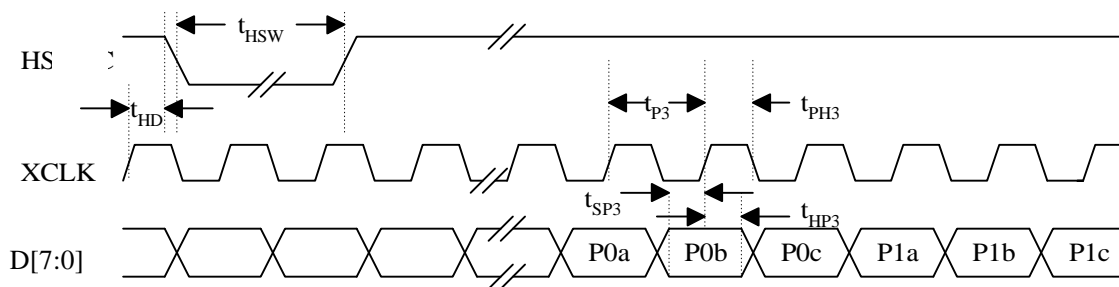 tHSW
HS C
tHD
tP3
tPH3
XCLK
tSP3
tHP3
D[7:0]
P0a P0b P0c P1a P1b P1c